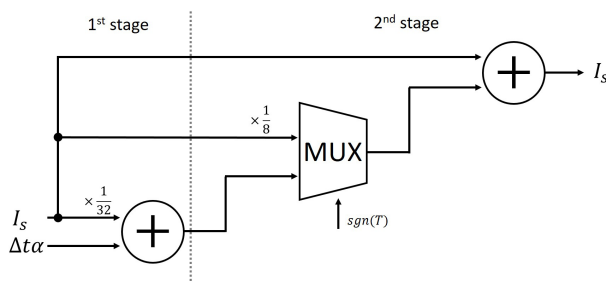 1st stage
2nd stage
I_s
× 1/8
MUX
× 1/32
I_s
Δtα
sgn(T)